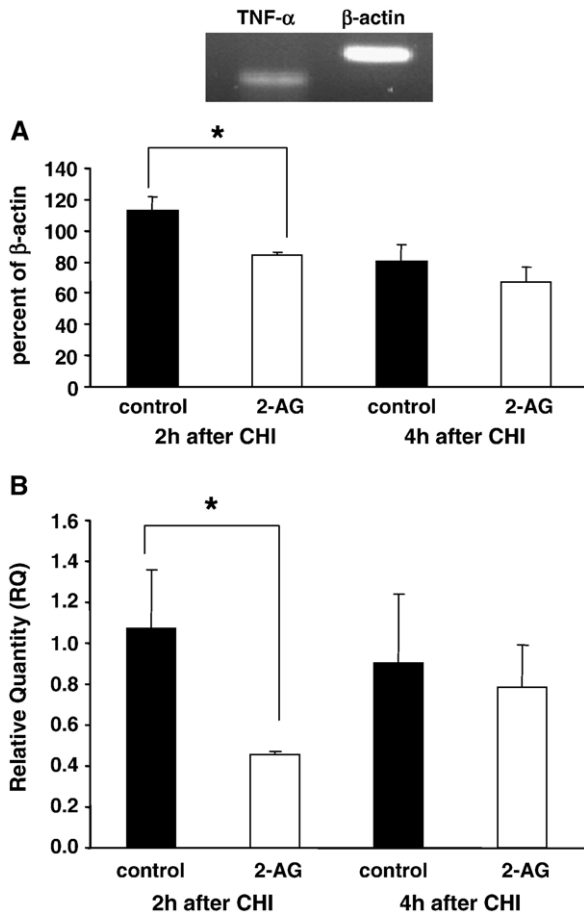 TNF-α β-actin
A
*
percent of β-actin
140
120
100
80
60
40
20
0
control 2-AG control 2-AG
2h after CHI 4h after CHI
B
*
Relative Quantity (RQ)
1.6
1.4
1.2
1.0
0.8
0.6
0.4
0.2
0.0
control 2-AG control 2-AG
2h after CHI 4h after CHI